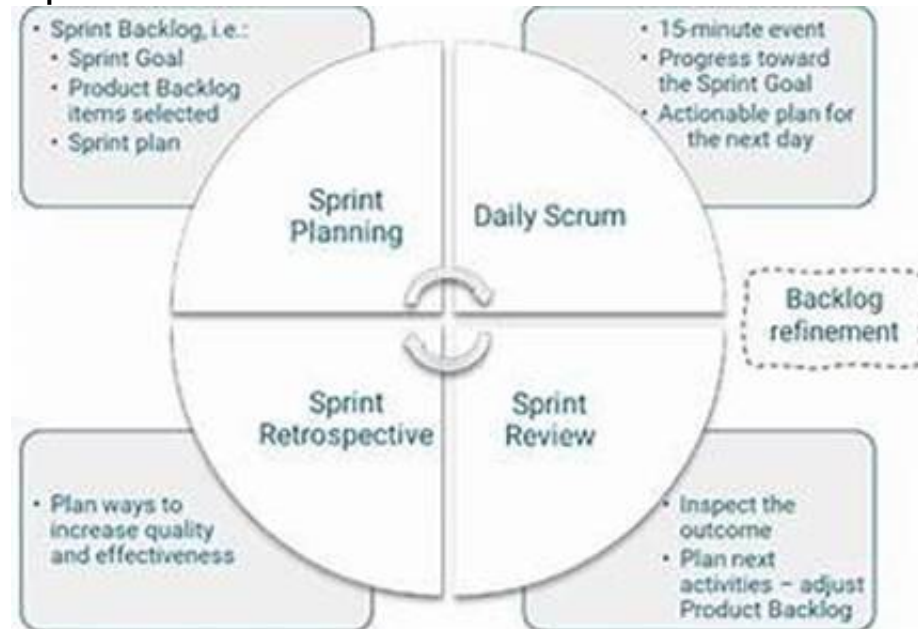 • Sprint Backlog, i.e.:
• Sprint Goal
• Product Backlog
items selected
• Sprint plan
• 15-minute event
• Progress toward
the Sprint Goal
• Actionable plan for
the next day
Sprint
Planning
Daily Scrum
Backlog
refinement
Sprint
Retrospective
Sprint
Review
• Plan ways to
increase quality
and effectiveness
• Inspect the
outcome
• Plan next
activities – adjust
Product Backlog